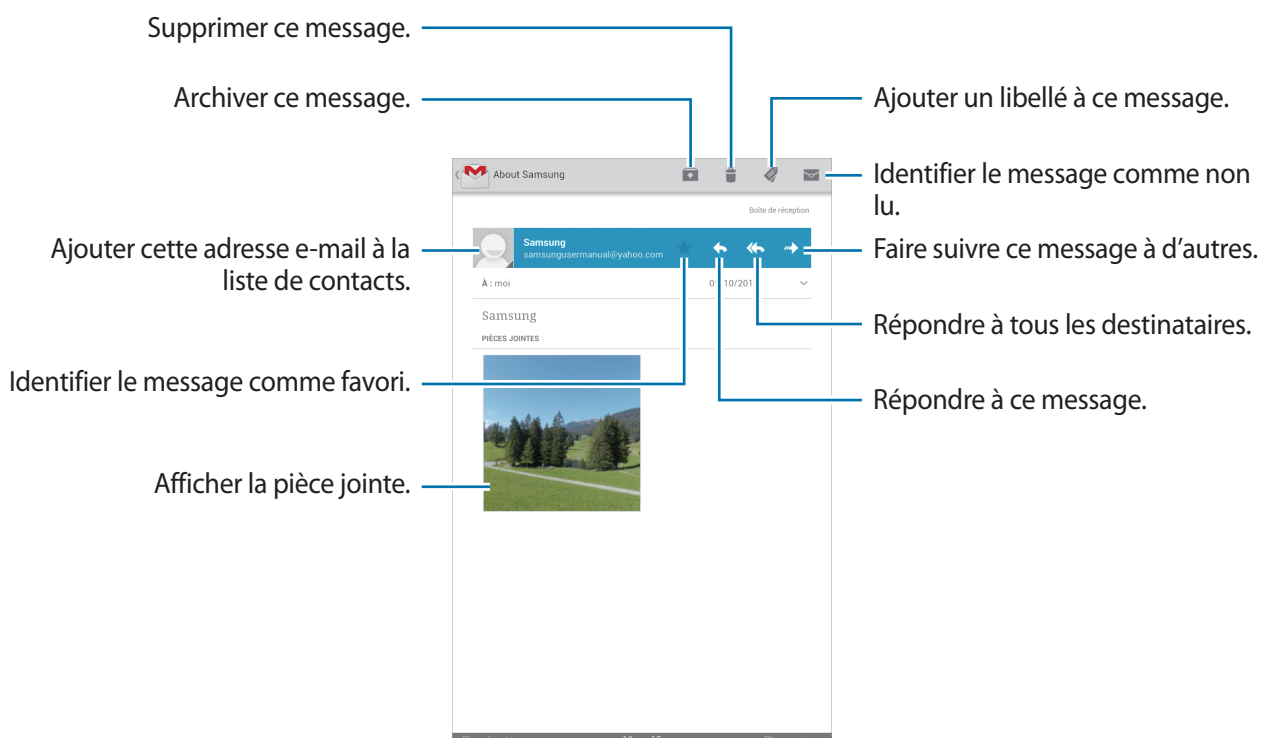 Supprimer ce message.
Archiver ce message.
Ajouter un libellé à ce message.
About Samsung
Identifier le message comme non
lu.
Boîte de réception
Ajouter cette adresse e-mail à la
liste de contacts.
Samsung
samsungusermanual@yahoo.com
Faire suivre ce message à d'autres.
À : moi
Samsung
Répondre à tous les destinataires.
PIÈCES JOINTES
Identifier le message comme favori.
Répondre à ce message.
Afficher la pièce jointe.